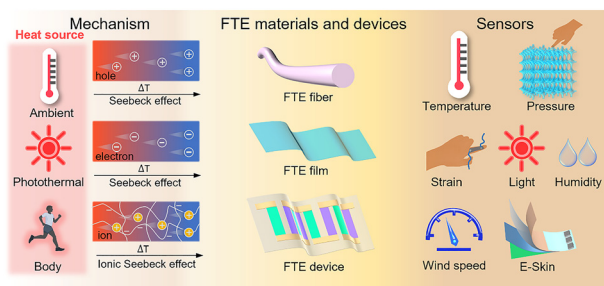 Mechanism
FTE materials and devices
Sensors
Heat source
hole
ΔT
Seebeck effect
Ambient
FTE fiber
Temperature
Pressure
electron
ΔT
Seebeck effect
Photothermal
FTE film
Strain
Light
Humidity
ion
ΔT
Ionic Seebeck effect
Body
FTE device
Wind speed
E-Skin